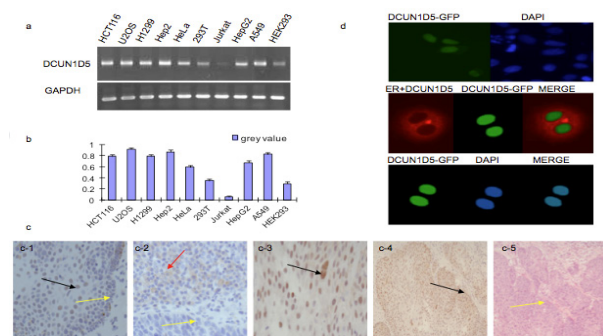 a
HCT116 U2OS H1299 Hep2 HeLa 293T Jurkat HepG2 A549 HEK293
DCUN1D5
GAPDH
b
grey value
1
0.8
0.6
0.4
0.2
0
HCT116 U2OS H1299 Hep2 HeLa 293T Jurkat HepG2 A549 HEK293
c
c-1 c-2 c-3 c-4 c-5
d
DCUN1D5-GFP DAPI
ER+DCUN1D5 DCUN1D5-GFP MERGE
DCUN1D5-GFP DAPI MERGE